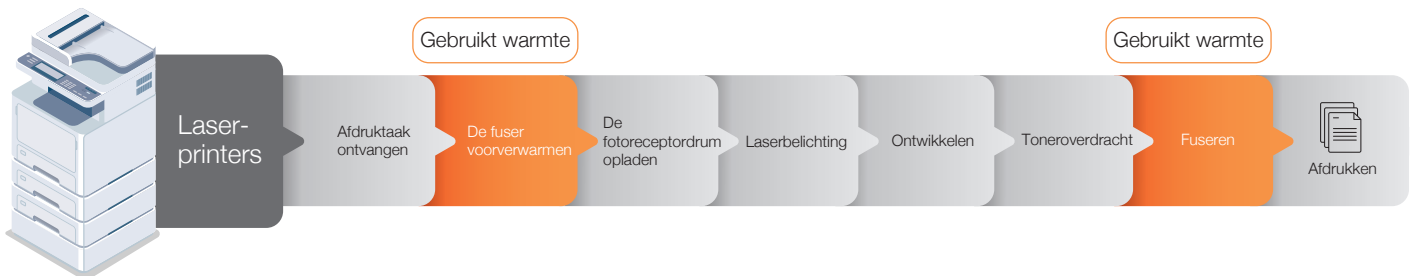 Gebruikt warmte
Gebruikt warmte
Laser-
printers
Afdruktaak
ontvangen
De fuser
voorverwarmen
De
fotoreceptordrum
opladen
Laserbelichting
Ontwikkelen
Toneroverdracht
Fuseren
Afdrukken